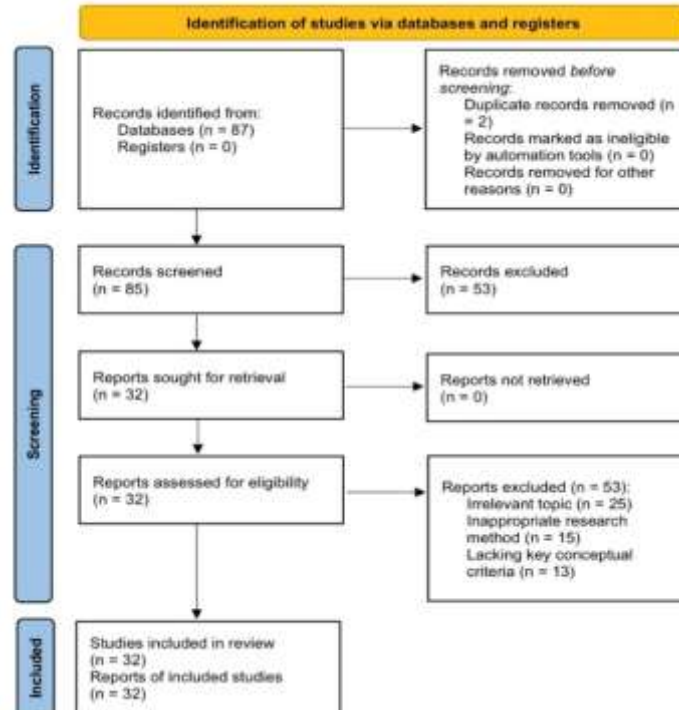 Identification of studies via databases and registers
Identification
Records identified from:
Databases (n = 87)
Registers (n = 0)
Records removed before
screening:
Duplicate records removed (n
= 2)
Records marked as ineligible
by automation tools (n = 0)
Records removed for other
reasons (n = 0)
Screening
Records screened
(n = 85)
Records excluded
(n = 53)
Reports sought for retrieval
(n = 32)
Reports not retrieved
(n = 0)
Reports assessed for eligibility
(n = 32)
Reports excluded (n = 53):
Irrelevant topic (n = 25)
Inappropriate research
method (n = 15)
Lacking key conceptual
criteria (n = 13)
Included
Studies included in review
(n = 32)
Reports of included studies
(n = 32)